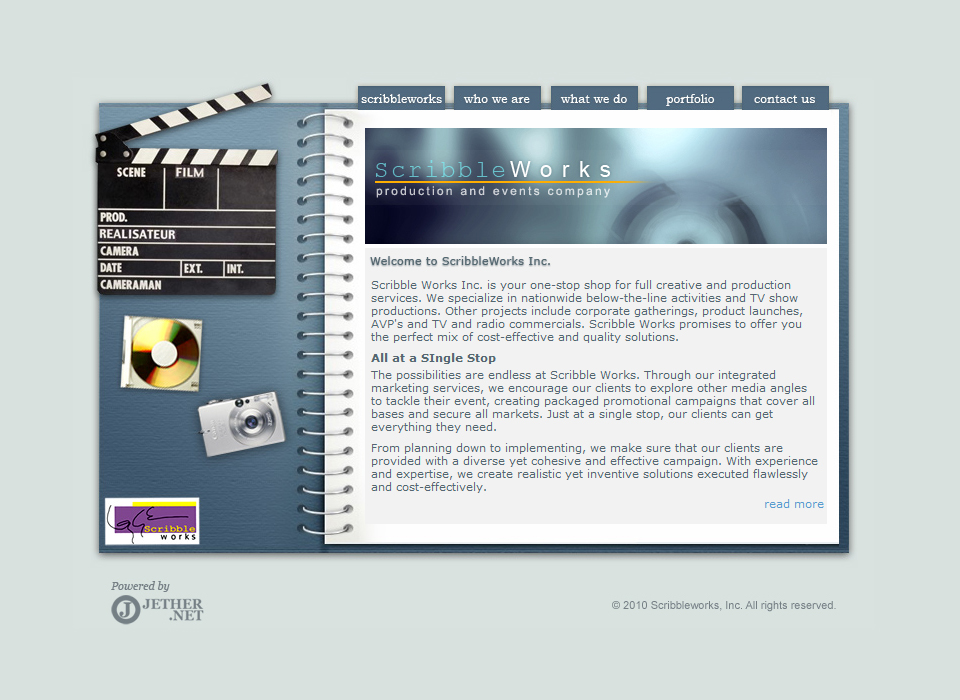 scribbleworks who we are what we do portfolio contact us
SCENE FILM
PROD.
REALISATEUR
CAMERA
DATE EXT. INT.
CAMERAMAN
ScribbleWorks
production and events company
Welcome to ScribbleWorks Inc.
Scribble Works Inc. is your one-stop shop for full creative and production
services. We specialize in nationwide below-the-line activities and TV show
productions. Other projects include corporate gatherings, product launches,
AVP's and TV and radio commercials. Scribble Works promises to offer you
the perfect mix of cost-effective and quality solutions.
All at a SIngle Stop
The possibilities are endless at Scribble Works. Through our integrated
marketing services, we encourage our clients to explore other media angles
to tackle their event, creating packaged promotional campaigns that cover all
bases and secure all markets. Just at a single stop, our clients can get
everything they need.
From planning down to implementing, we make sure that our clients are
provided with a diverse yet cohesive and effective campaign. With experience
and expertise, we create realistic yet inventive solutions executed flawlessly
and cost-effectively.
read more
Scribble
works
Powered by
J JETHER
.NET
© 2010 Scribbleworks, Inc. All rights reserved.